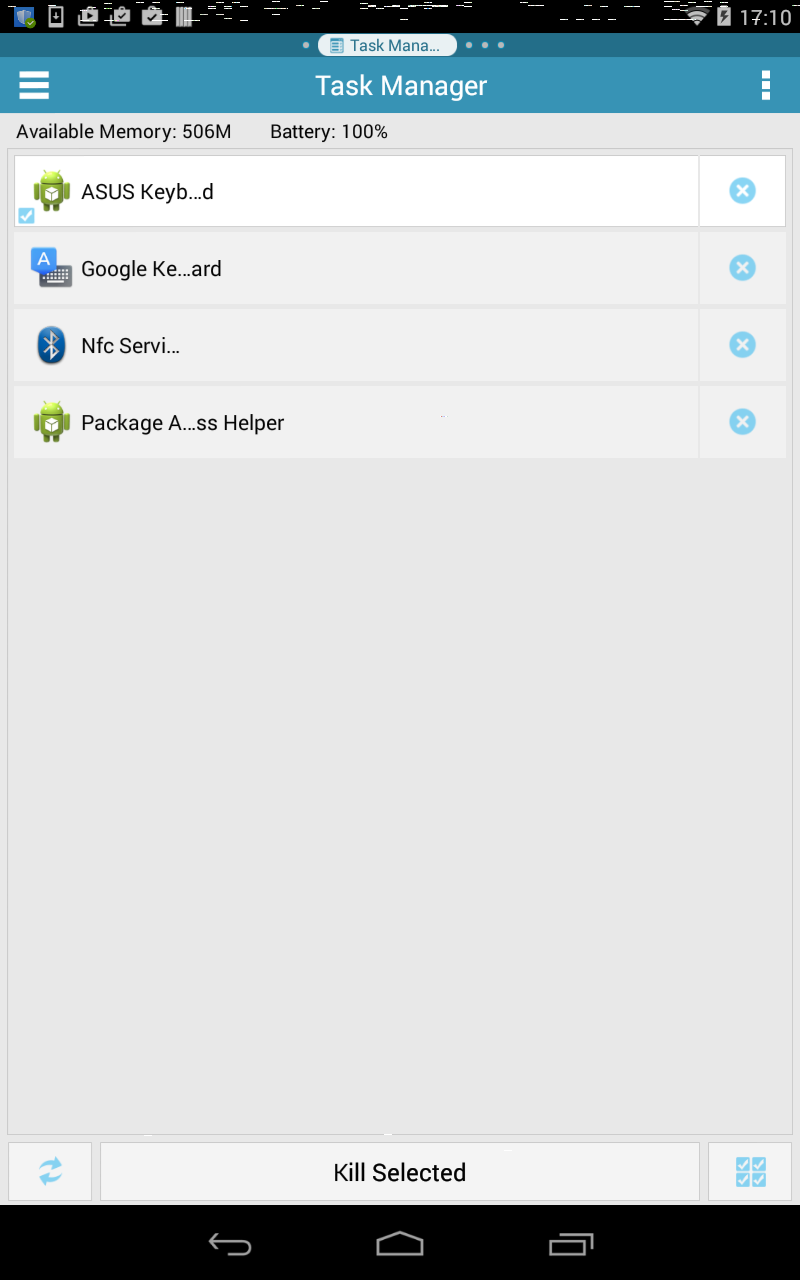 17:10
Task Mana...
Task Manager
Available Memory: 506M Battery: 100%
ASUS Keyb...d
Google Ke...ard
Nfc Servi...
Package A...ss Helper
Kill Selected